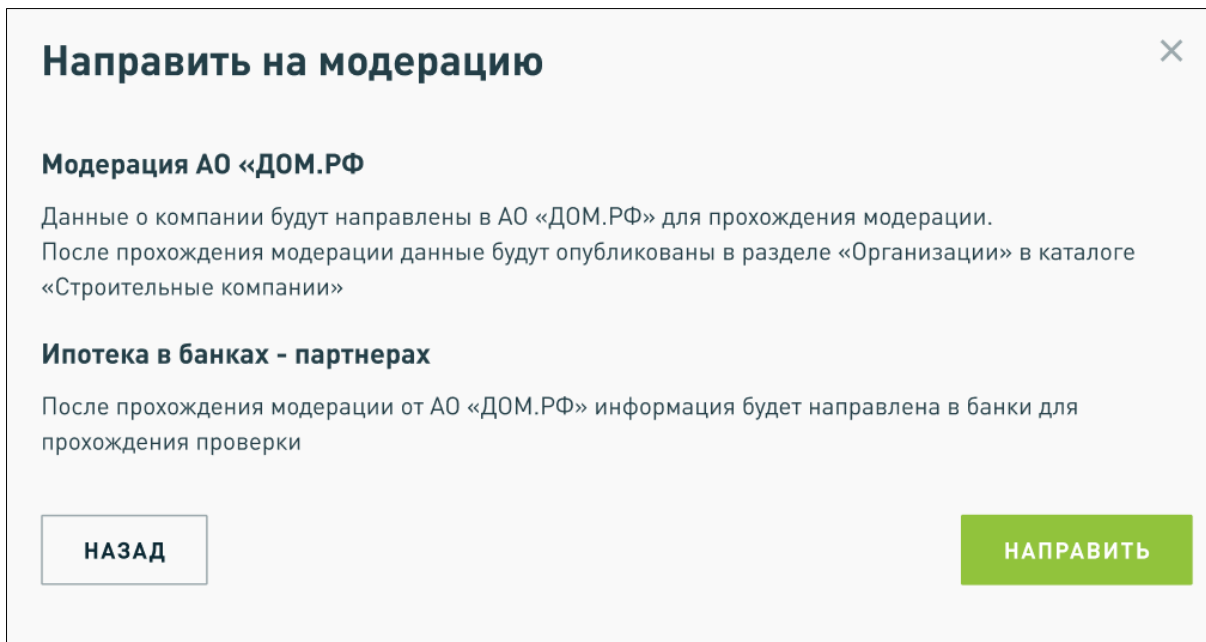 Направить на модерацию
Модерация АО «ДОМ.РФ
Данные о компании будут направлены в АО «ДОМ.РФ» для прохождения модерации.
После прохождения модерации данные будут опубликованы в разделе «Организации» в каталоге
«Строительные компании»
Ипотека в банках - партнерах
После прохождения модерации от АО «ДОМ.РФ» информация будет направлена в банки для
прохождения проверки
НАЗАД
НАПРАВИТЬ